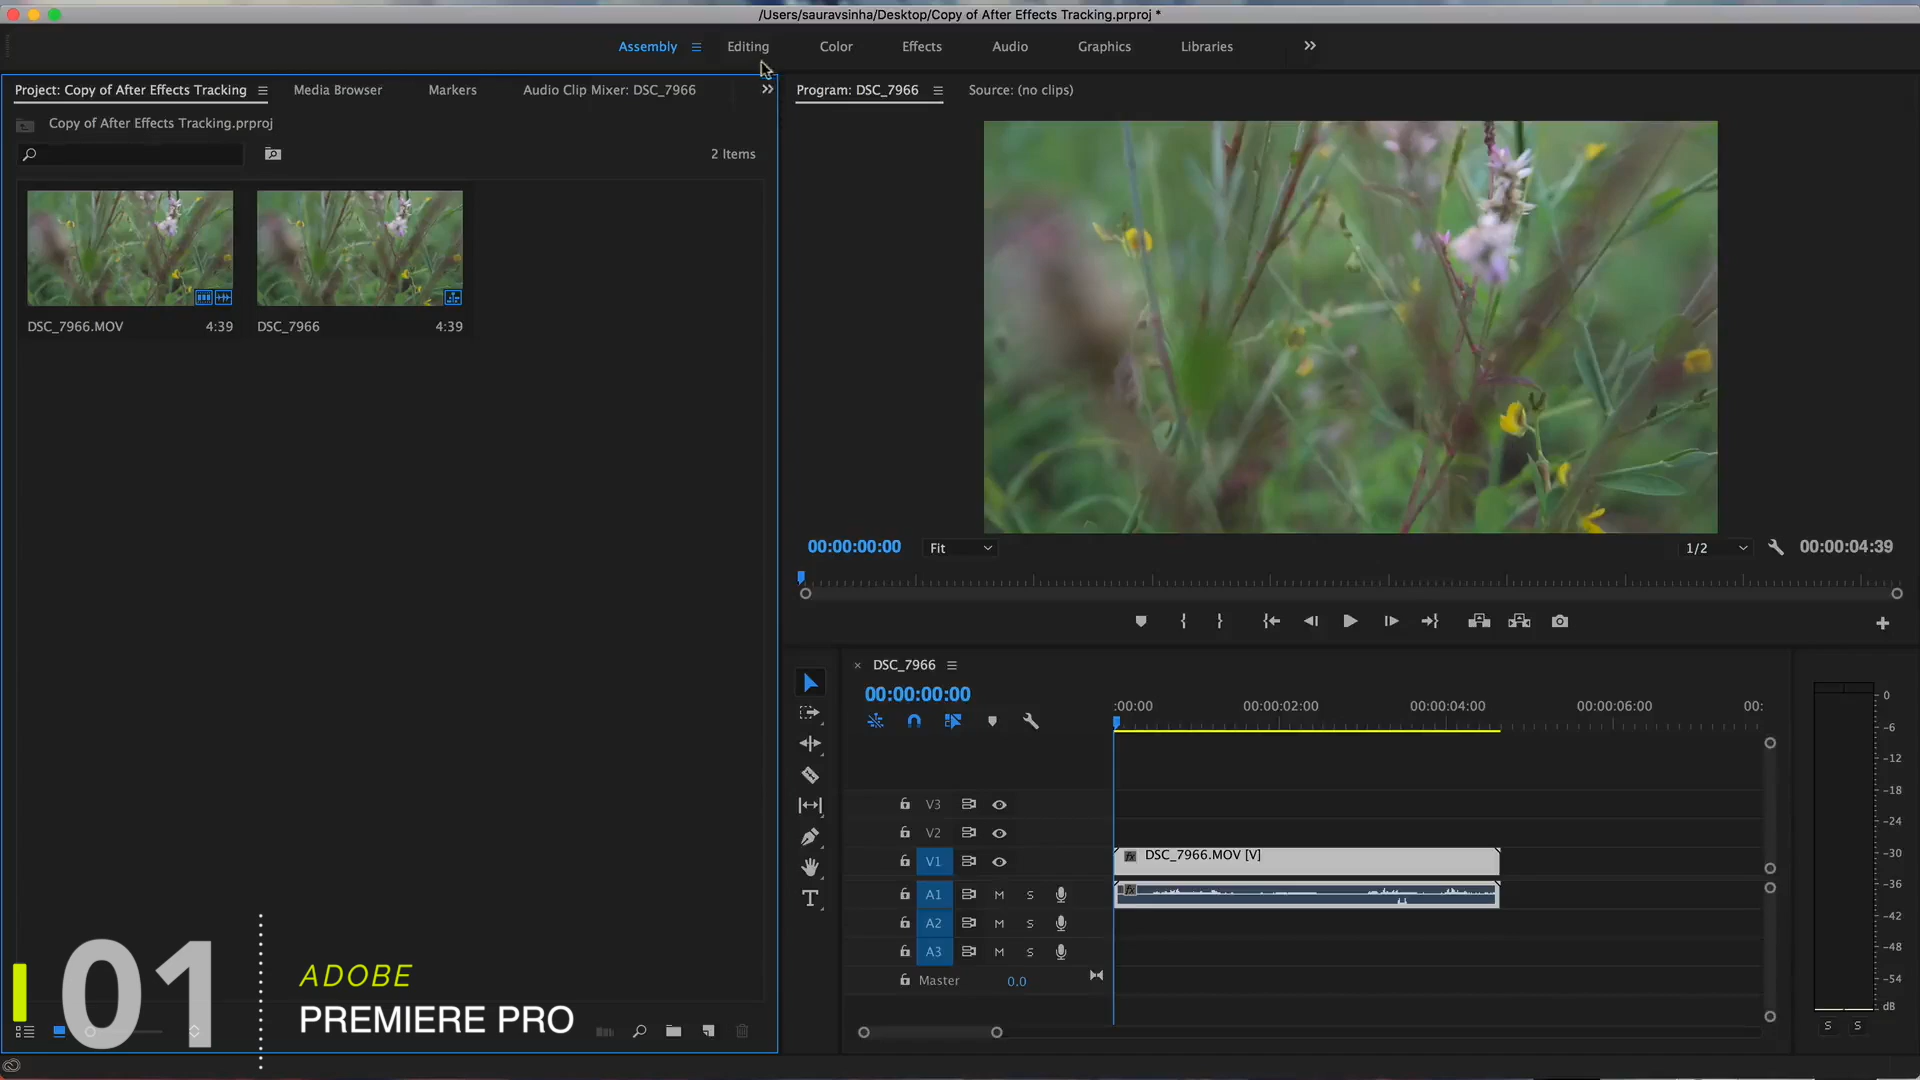 /Users/sauravsinha/Desktop/Copy of After Effects Tracking.prproj *
Assembly Editing Color Effects Audio Graphics Libraries
Project: Copy of After Effects Tracking Media Browser Markers Audio Clip Mixer: DSC_7966
Copy of After Effects Tracking.prproj
2 Items
DSC_7966.MOV 4:39 DSC_7966 4:39
Program: DSC_7966 Source: (no clips)
00:00:00:00 Fit 1/2 00:00:04:39
DSC_7966
00:00:00:00
:00:00 00:00:02:00 00:00:04:00 00:00:06:00 00:
V3
V2
V1 DSC_7966.MOV [V]
fx
A1 M S
fx
A2 M S
A3 M S
Master 0.0
0
-6
-12
-18
-24
-30
-36
-42
-48
-54
dB
S S
01
ADOBE
PREMIERE PRO